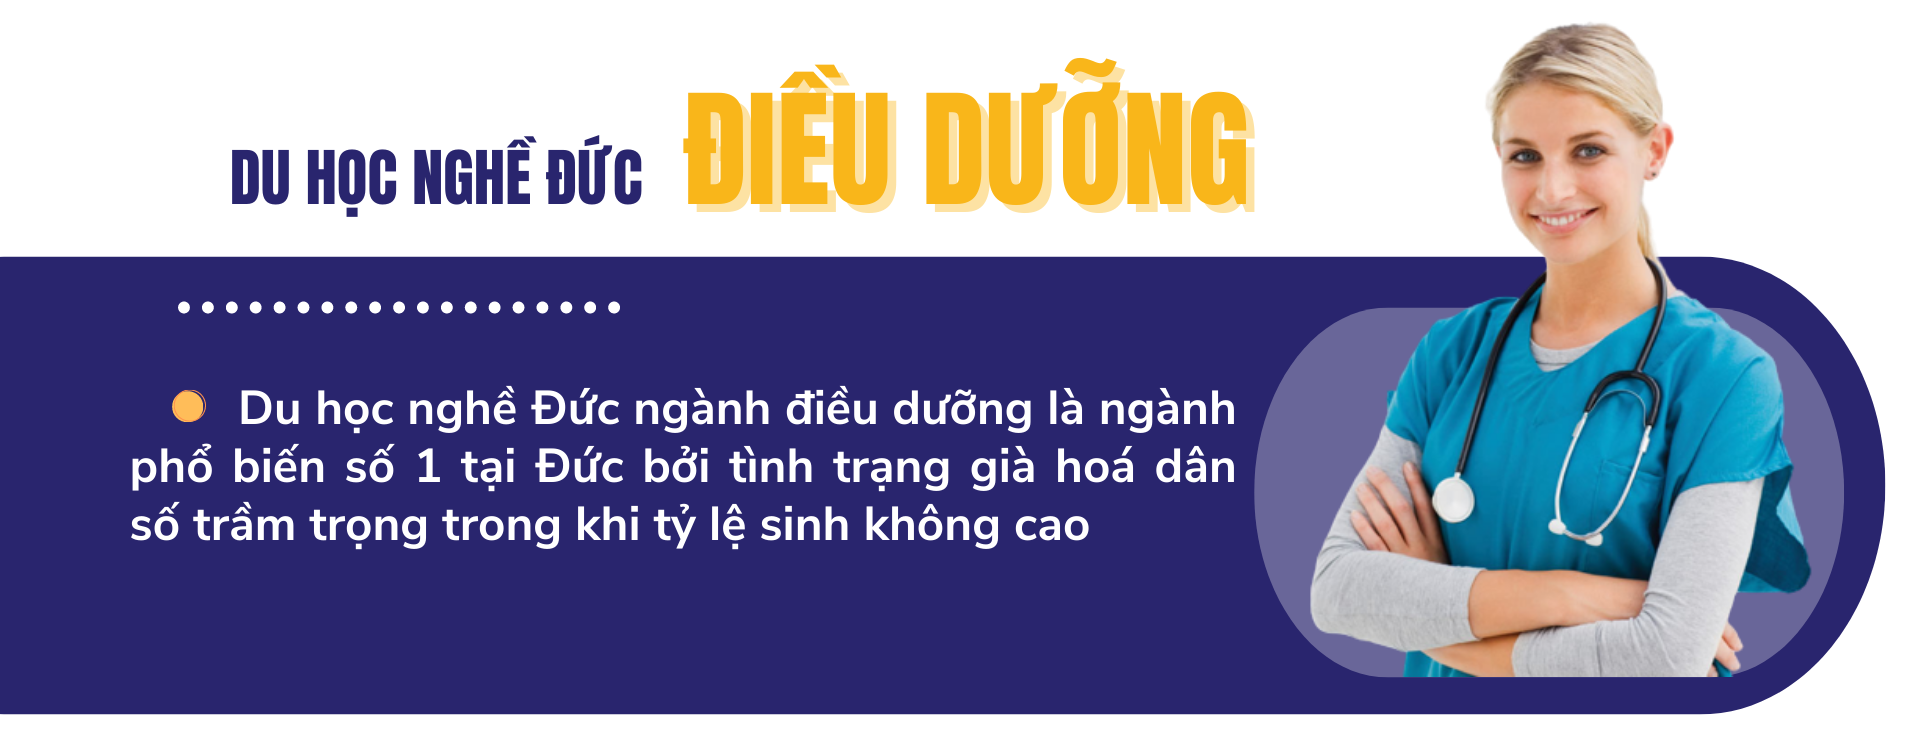 DU HỌC NGHỀ ĐỨC ĐIỀU DƯỠNG
Du học nghề Đức ngành điều dưỡng là ngành
phổ biến số 1 tại Đức bởi tình trạng già hoá dân
số trầm trọng trong khi tỷ lệ sinh không cao